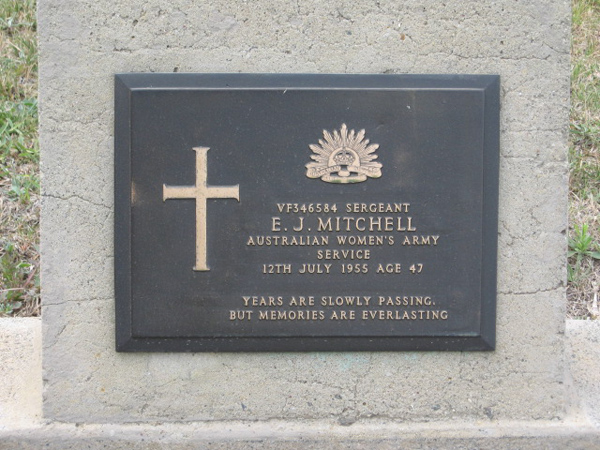 VF346584 SERGEANT
E. J. MITCHELL
AUSTRALIAN WOMEN'S ARMY
SERVICE
12TH JULY 1955 AGE 47
YEARS ARE SLOWLY PASSING.
BUT MEMORIES ARE EVERLASTING